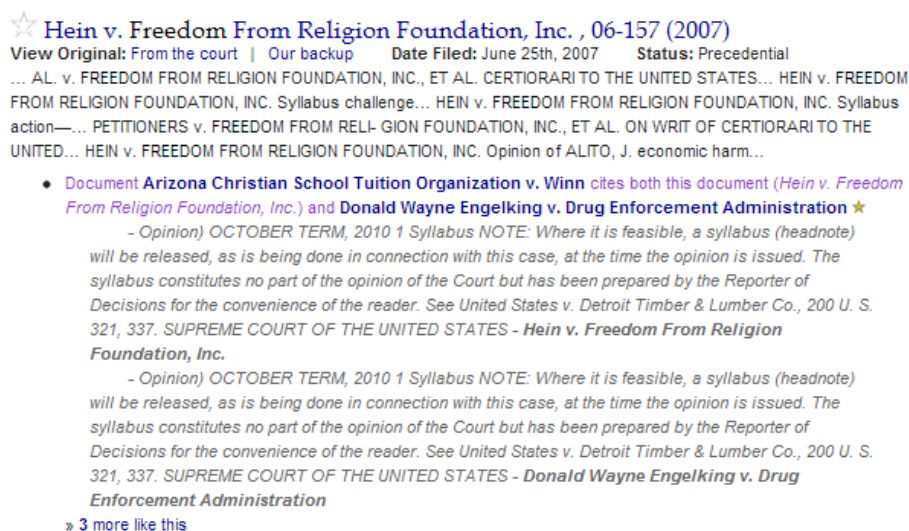 Hein v. Freedom From Religion Foundation, Inc. , 06-157 (2007)
View Original: From the court | Our backup Date Filed: June 25th, 2007 Status: Precedential
... AL. v. FREEDOM FROM RELIGION FOUNDATION, INC., ET AL. CERTIORARI TO THE UNITED STATES... HEIN v. FREEDOM
FROM RELIGION FOUNDATION, INC. Syllabus challenge... HEIN v. FREEDOM FROM RELIGION FOUNDATION, INC. Syllabus
action—... PETITIONERS v. FREEDOM FROM RELI- GION FOUNDATION, INC., ET AL. ON WRIT OF CERTIORARI TO THE
UNITED... HEIN v. FREEDOM FROM RELIGION FOUNDATION, INC. Opinion of ALITO, J. economic harm...
• Document Arizona Christian School Tuition Organization v. Winn cites both this document (Hein v. Freedom
From Religion Foundation, Inc.) and Donald Wayne Engelking v. Drug Enforcement Administration
- Opinion) OCTOBER TERM, 2010 1 Syllabus NOTE: Where it is feasible, a syllabus (headnote)
will be released, as is being done in connection with this case, at the time the opinion is issued. The
syllabus constitutes no part of the opinion of the Court but has been prepared by the Reporter of
Decisions for the convenience of the reader. See United States v. Detroit Timber & Lumber Co., 200 U. S.
321, 337. SUPREME COURT OF THE UNITED STATES - Hein v. Freedom From Religion
Foundation, Inc.
- Opinion) OCTOBER TERM, 2010 1 Syllabus NOTE: Where it is feasible, a syllabus (headnote)
will be released, as is being done in connection with this case, at the time the opinion is issued. The
syllabus constitutes no part of the opinion of the Court but has been prepared by the Reporter of
Decisions for the convenience of the reader. See United States v. Detroit Timber & Lumber Co., 200 U. S.
321, 337. SUPREME COURT OF THE UNITED STATES - Donald Wayne Engelking v. Drug
Enforcement Administration
» 3 more like this